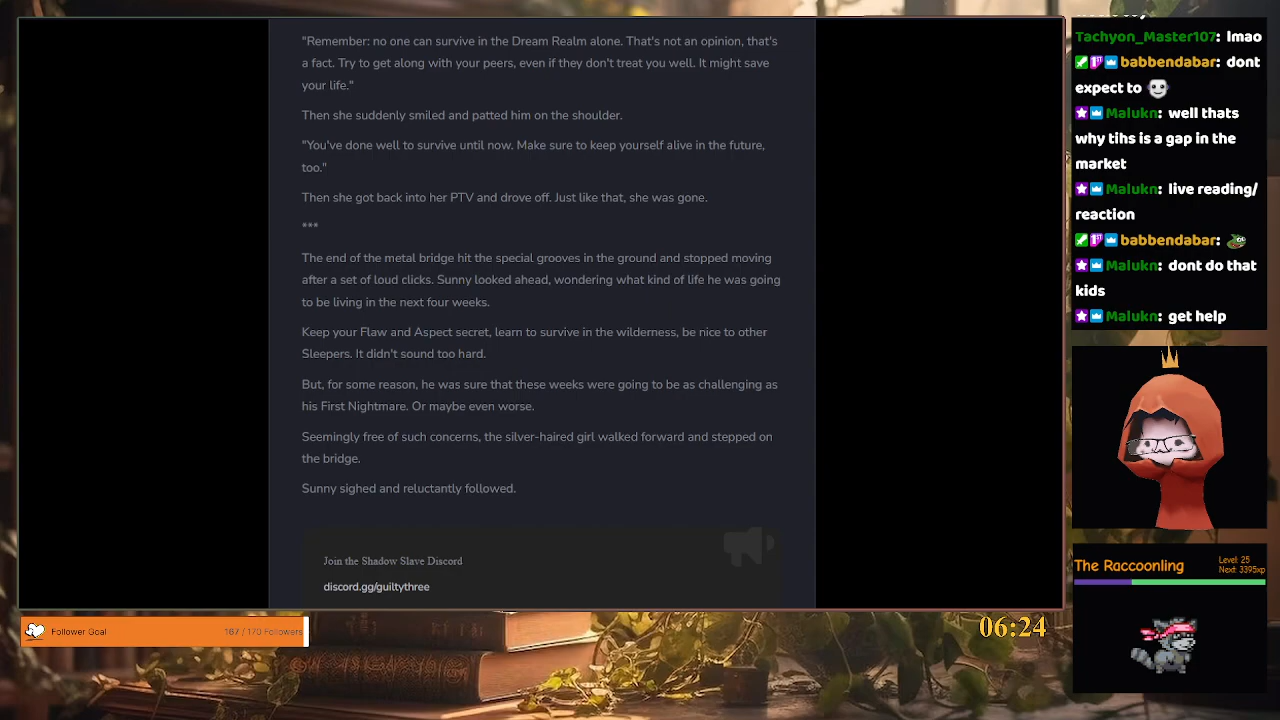 "Remember: no one can survive in the Dream Realm alone. That's not an opinion, that's
a fact. Try to get along with your peers, even if they don't treat you well. It might save
your life."
Then she suddenly smiled and patted him on the shoulder.
"You've done well to survive until now. Make sure to keep yourself alive in the future,
too."
Then she got back into her PTV and drove off. Just like that, she was gone.
***
The end of the metal bridge hit the special grooves in the ground and stopped moving
after a set of loud clicks. Sunny looked ahead, wondering what kind of life he was going
to be living in the next four weeks.
Keep your Flaw and Aspect secret, learn to survive in the wilderness, be nice to other
Sleepers. It didn't sound too hard.
But, for some reason, he was sure that these weeks were going to be as challenging as
his First Nightmare. Or maybe even worse.
Seemingly free of such concerns, the silver-haired girl walked forward and stepped on
the bridge.
Sunny sighed and reluctantly followed.
Join the Shadow Slave Discord
discord.gg/guiltythree
Follower Goal
167 / 170 Followers
06:24
Tachyon_Master107: lmao
babbendabar: dont
expect to
Malukn: well thats
why tihs is a gap in the
market
Malukn: live reading/
reaction
babbendabar:
Malukn: dont do that
kids
Malukn: get help
The Raccoonling
Level: 25
Next: 3395xp